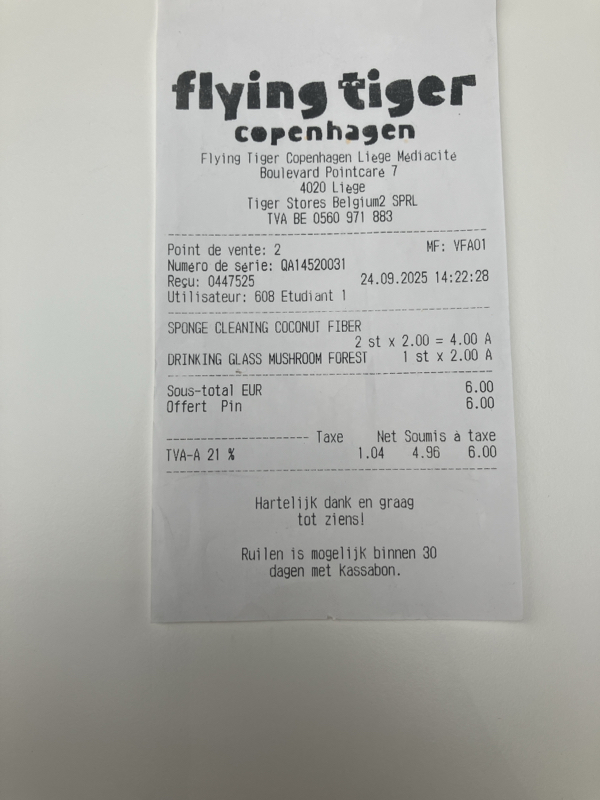 flying tiger
copenhagen
Flying Tiger Copenhagen Liege Médiacité
Boulevard Pointcaré 7
4020 Liège
Tiger Stores Belgium2 SPRL
TVA BE 0560 971 883
Point de vente: 2 MF: VFA01
Numéro de série: QA14520031
Reçu: 0447525 24.09.2025 14:22:28
Utilisateur: 608 Etudiant 1
SPONGE CLEANING COCONUT FIBER
2 st x 2.00 = 4.00 A
DRINKING GLASS MUSHROOM FOREST 1 st x 2.00 A
Sous-total EUR 6.00
Offert Pin 6.00
-------------------- Taxe Net Soumis à taxe
TVA-A 21 % 1.04 4.96 6.00
Hartelijk dank en graag
tot ziens!
Ruilen is mogelijk binnen 30
dagen met kassabon.